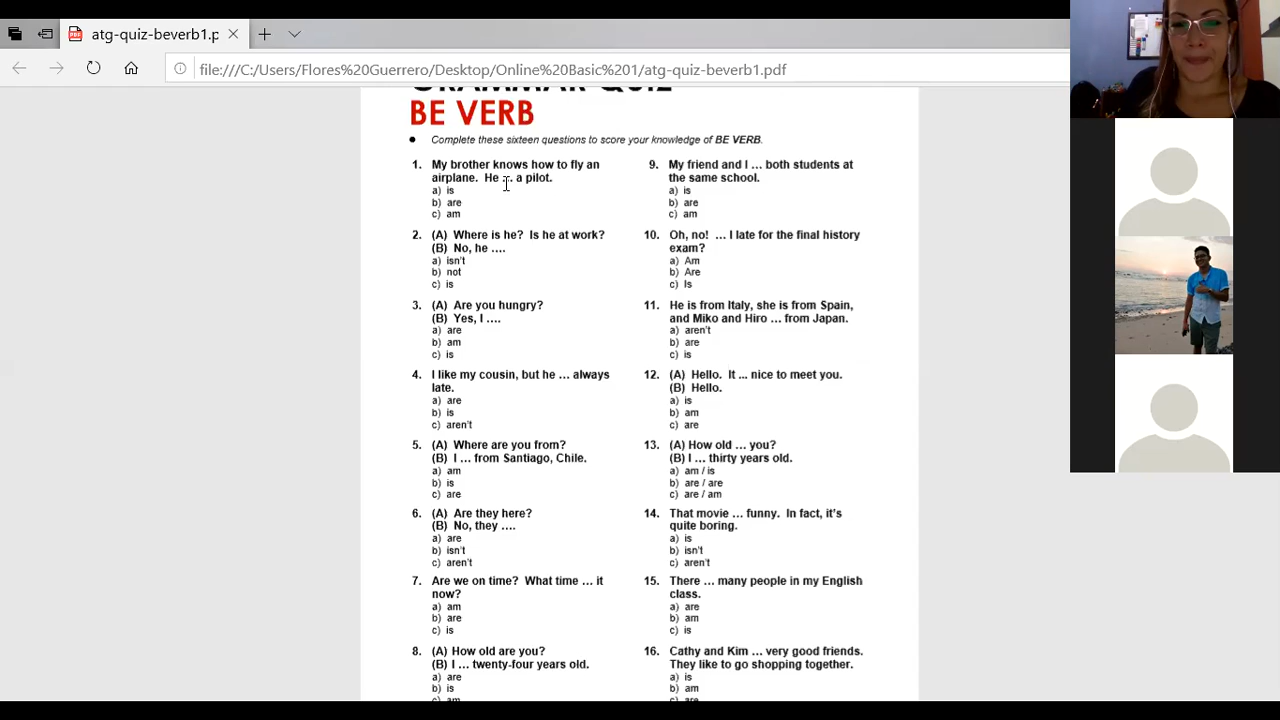 atg-quiz-beverb1.p
file:///C:/Users/Flores%20Guerrero/Desktop/Online%20Basic%201/atg-quiz-beverb1.pdf
GRAMMAR QUIZ
BE VERB
Complete these sixteen questions to score your knowledge of BE VERB.
1. My brother knows how to fly an
airplane. He … a pilot.
a) is
b) are
c) am
2. (A) Where is he? Is he at work?
(B) No, he ….
a) isn't
b) not
c) is
3. (A) Are you hungry?
(B) Yes, I ….
a) are
b) am
c) is
4. I like my cousin, but he … always
late.
a) are
b) is
c) aren't
5. (A) Where are you from?
(B) I … from Santiago, Chile.
a) am
b) is
c) are
6. (A) Are they here?
(B) No, they ….
a) are
b) isn't
c) aren't
7. Are we on time? What time … it
now?
a) am
b) are
c) is
8. (A) How old are you?
(B) I … twenty-four years old.
a) are
b) is
c) am
9. My friend and I … both students at
the same school.
a) is
b) are
c) am
10. Oh, no! … I late for the final history
exam?
a) Am
b) Are
c) Is
11. He is from Italy, she is from Spain,
and Miko and Hiro … from Japan.
a) aren't
b) are
c) is
12. (A) Hello. It ... nice to meet you.
(B) Hello.
a) is
b) am
c) are
13. (A) How old … you?
(B) I … thirty years old.
a) am / is
b) are / are
c) are / am
14. That movie … funny. In fact, it's
quite boring.
a) is
b) isn't
c) aren't
15. There … many people in my English
class.
a) are
b) am
c) is
16. Cathy and Kim … very good friends.
They like to go shopping together.
a) is
b) am
c) are